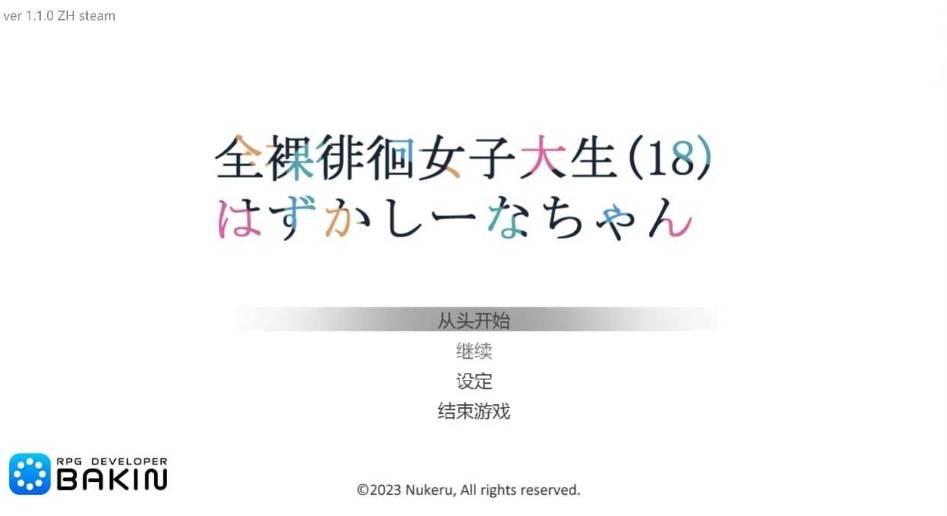 ver 1.1.0 ZH steam
全裸徘徊女子大生(18)
はずかしーなちゃん
从头开始
继续
设定
结束游戏
RPG DEVELOPER
BAKIN
©2023 Nukeru, All rights reserved.